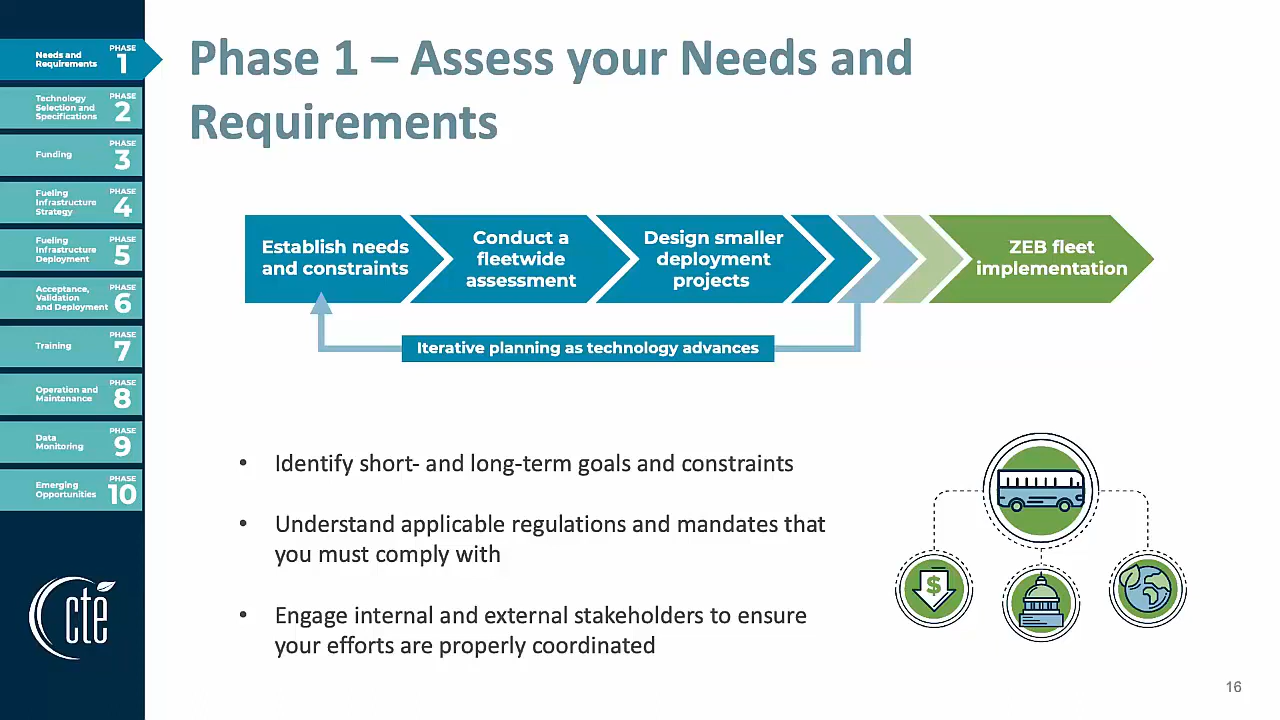 Needs and
Requirements
PHASE
1
Technology
Selection and
Specifications
PHASE
2
Funding
PHASE
3
Fueling
Infrastructure
Strategy
PHASE
4
Fueling
Infrastructure
Deployment
PHASE
5
Acceptance,
Validation
and Deployment
PHASE
6
Training
PHASE
7
Operation and
Maintenance
PHASE
8
Data
Monitoring
PHASE
9
Emerging
Opportunities
PHASE
10
cte
Phase 1 – Assess your Needs and
Requirements
Establish needs
and constraints
Conduct a
fleetwide
assessment
Design smaller
deployment
projects
ZEB fleet
implementation
Iterative planning as technology advances
• Identify short- and long-term goals and constraints
• Understand applicable regulations and mandates that
you must comply with
• Engage internal and external stakeholders to ensure
your efforts are properly coordinated
$
16